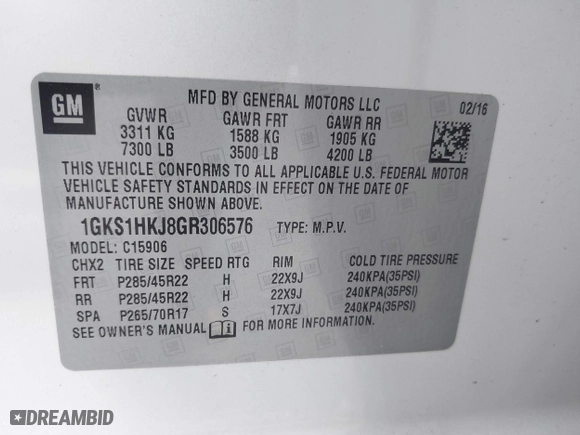 GM
MFD BY GENERAL MOTORS LLC
02/16
GVWR GAWR FRT GAWR RR
3311 KG 1588 KG 1905 KG
7300 LB 3500 LB 4200 LB
THIS VEHICLE CONFORMS TO ALL APPLICABLE U.S. FEDERAL MOTOR
VEHICLE SAFETY STANDARDS IN EFFECT ON THE DATE OF
MANUFACTURE SHOWN ABOVE.
1GKS1HKJ8GR306576 TYPE: M.P.V.
MODEL: C15906
CHX2 TIRE SIZE SPEED RTG RIM COLD TIRE PRESSURE
FRT P285/45R22 H 22X9J 240KPA(35PSI)
RR P285/45R22 H 22X9J 240KPA(35PSI)
SPA P265/70R17 S 17X7J 240KPA(35PSI)
SEE OWNER'S MANUAL FOR MORE INFORMATION.
DREAMBID